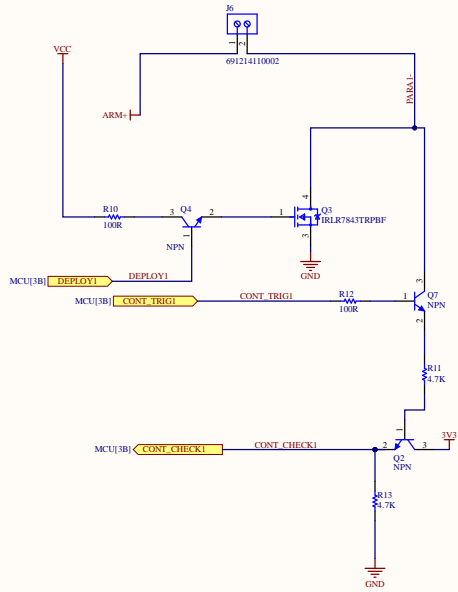 J6
1 2
691214110002
VCC
ARM+
PARA1-
R10
100R
3 Q4 2
1
NPN
4
1
3
Q3
IRLR7843TRPBF
GND
MCU[3B] DEPLOY1 DEPLOY1
MCU[3B] CONT_TRIG1 CONT_TRIG1
R12
100R
3
1
2
Q7
NPN
R11
4.7K
1
MCU[3B] CONT_CHECK1 CONT_CHECK1
2 3
3V3
Q2
NPN
R13
4.7K
GND